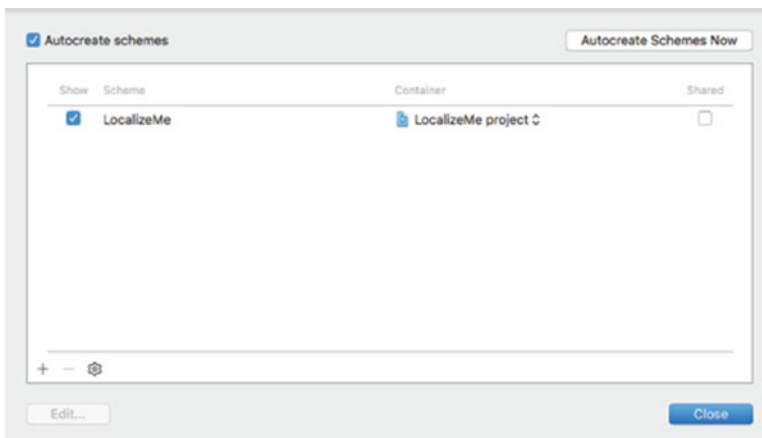 Autocreate schemes Autocreate Schemes Now
Show Scheme Container Shared
LocalizeMe LocalizeMe project
Edit... Close